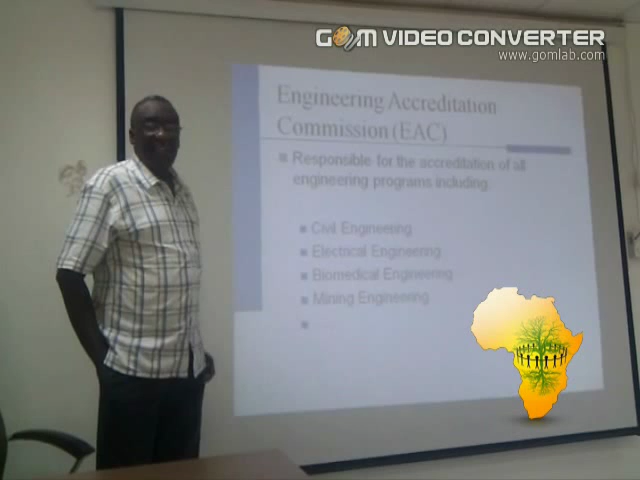 GOM VIDEO CONVERTER
www.gomlab.com
Engineering Accreditation
Commission (EAC)
Responsible for the accreditation of all
engineering programs including:
Civil Engineering
Electrical Engineering
Biomedical Engineering
Mining Engineering